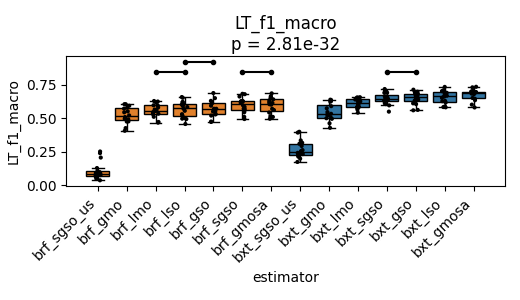 LT_f1_macro
p = 2.81e-32
LT_f1_macro
0.75
0.50
0.25
0.00
brf_sgso_us
brf_gmo
brf_lmo
brf_lso
brf_gso
brf_sgso
brf_gmosa
bxt_sgso_us
bxt_gmo
bxt_lmo
bxt_sgso
bxt_gso
bxt_lso
bxt_gmosa
estimator